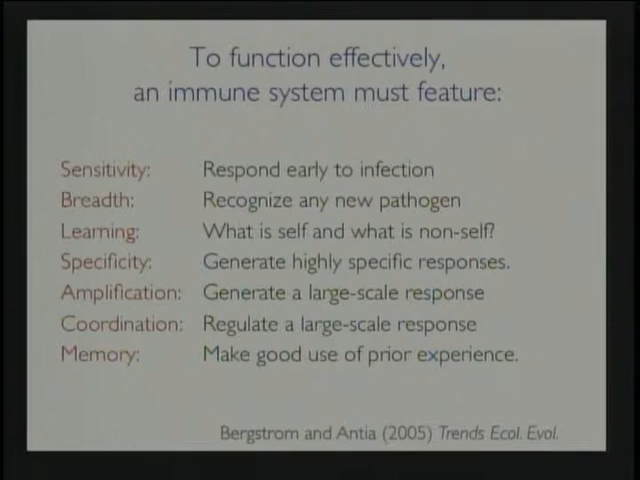 To function effectively,
an immune system must feature:
Sensitivity: Respond early to infection
Breadth: Recognize any new pathogen
Learning: What is self and what is non-self?
Specificity: Generate highly specific responses.
Amplification: Generate a large-scale response
Coordination: Regulate a large-scale response
Memory: Make good use of prior experience.
Bergstrom and Antia (2005) Trends Ecol. Evol.